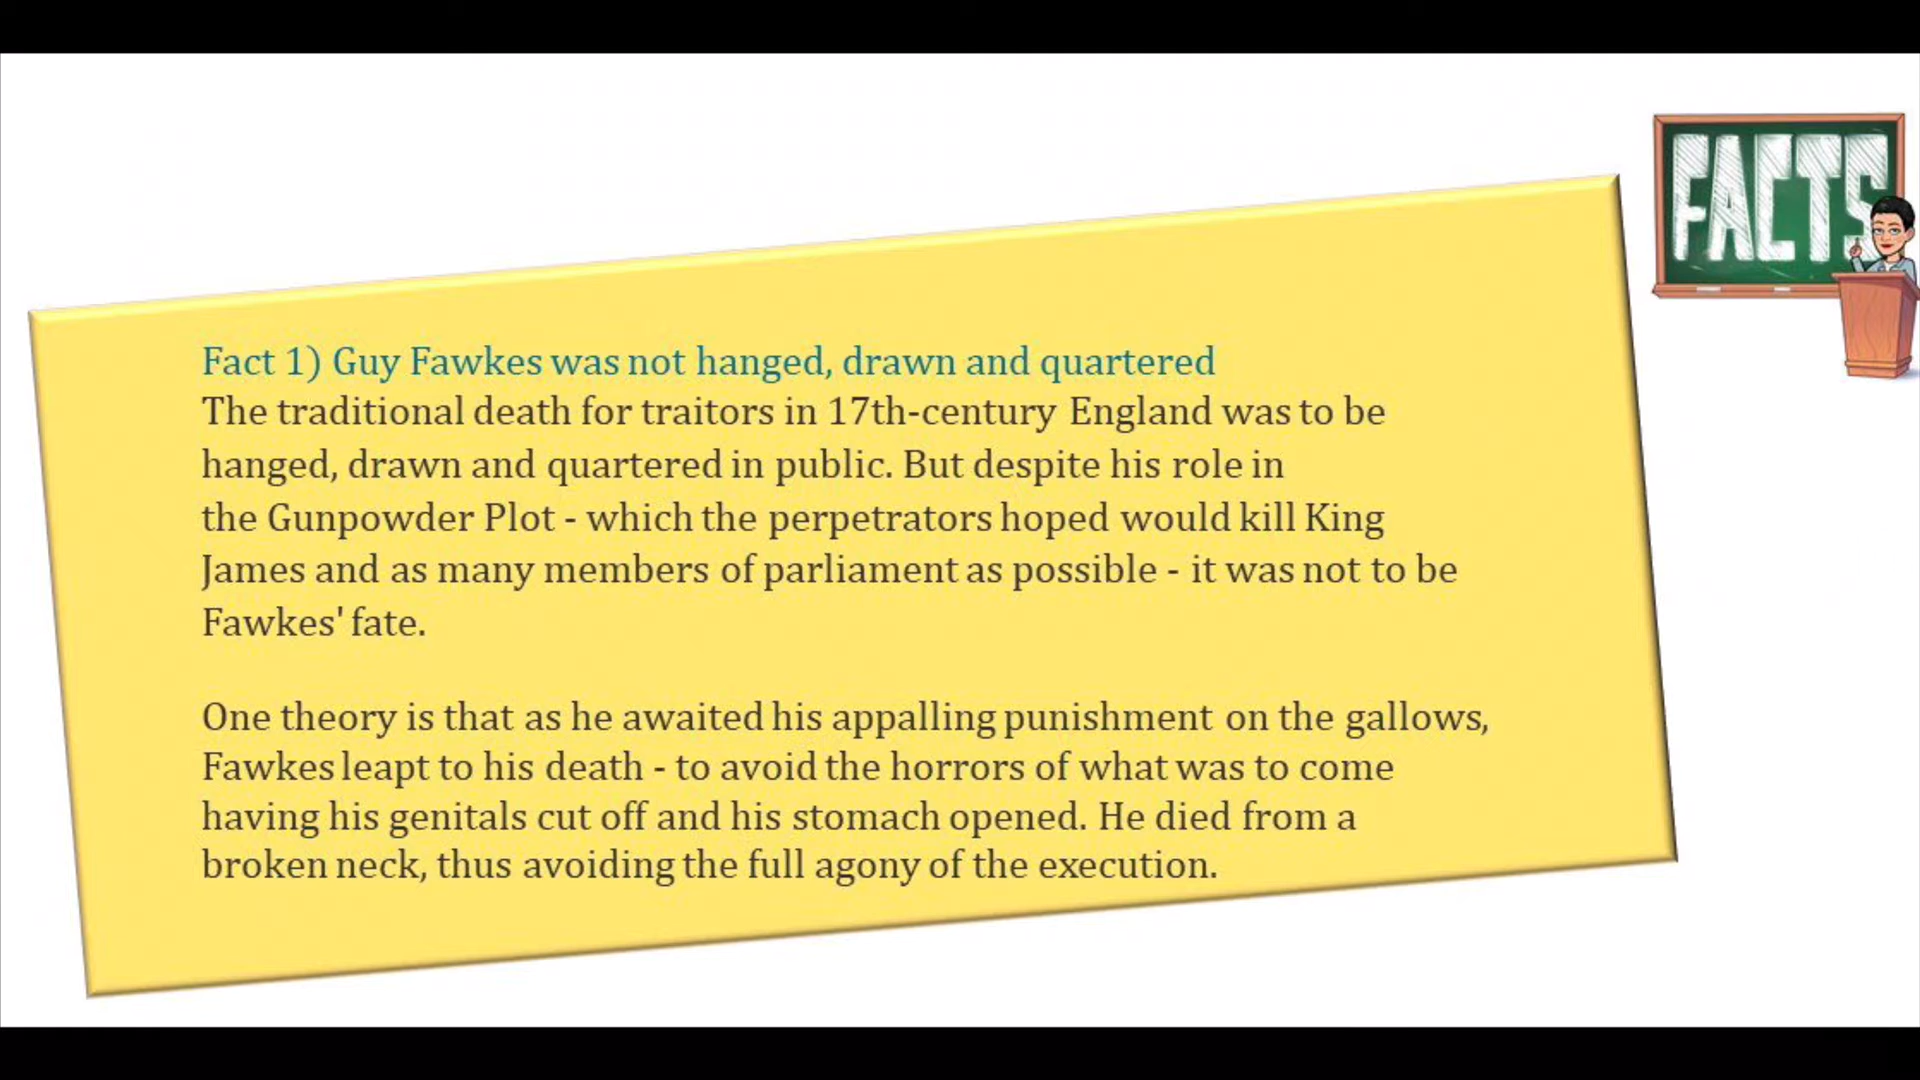 FACTS
Fact 1) Guy Fawkes was not hanged, drawn and quartered
The traditional death for traitors in 17th-century England was to be
hanged, drawn and quartered in public. But despite his role in
the Gunpowder Plot - which the perpetrators hoped would kill King
James and as many members of parliament as possible - it was not to be
Fawkes' fate.
One theory is that as he awaited his appalling punishment on the gallows,
Fawkes leapt to his death - to avoid the horrors of what was to come
having his genitals cut off and his stomach opened. He died from a
broken neck, thus avoiding the full agony of the execution.